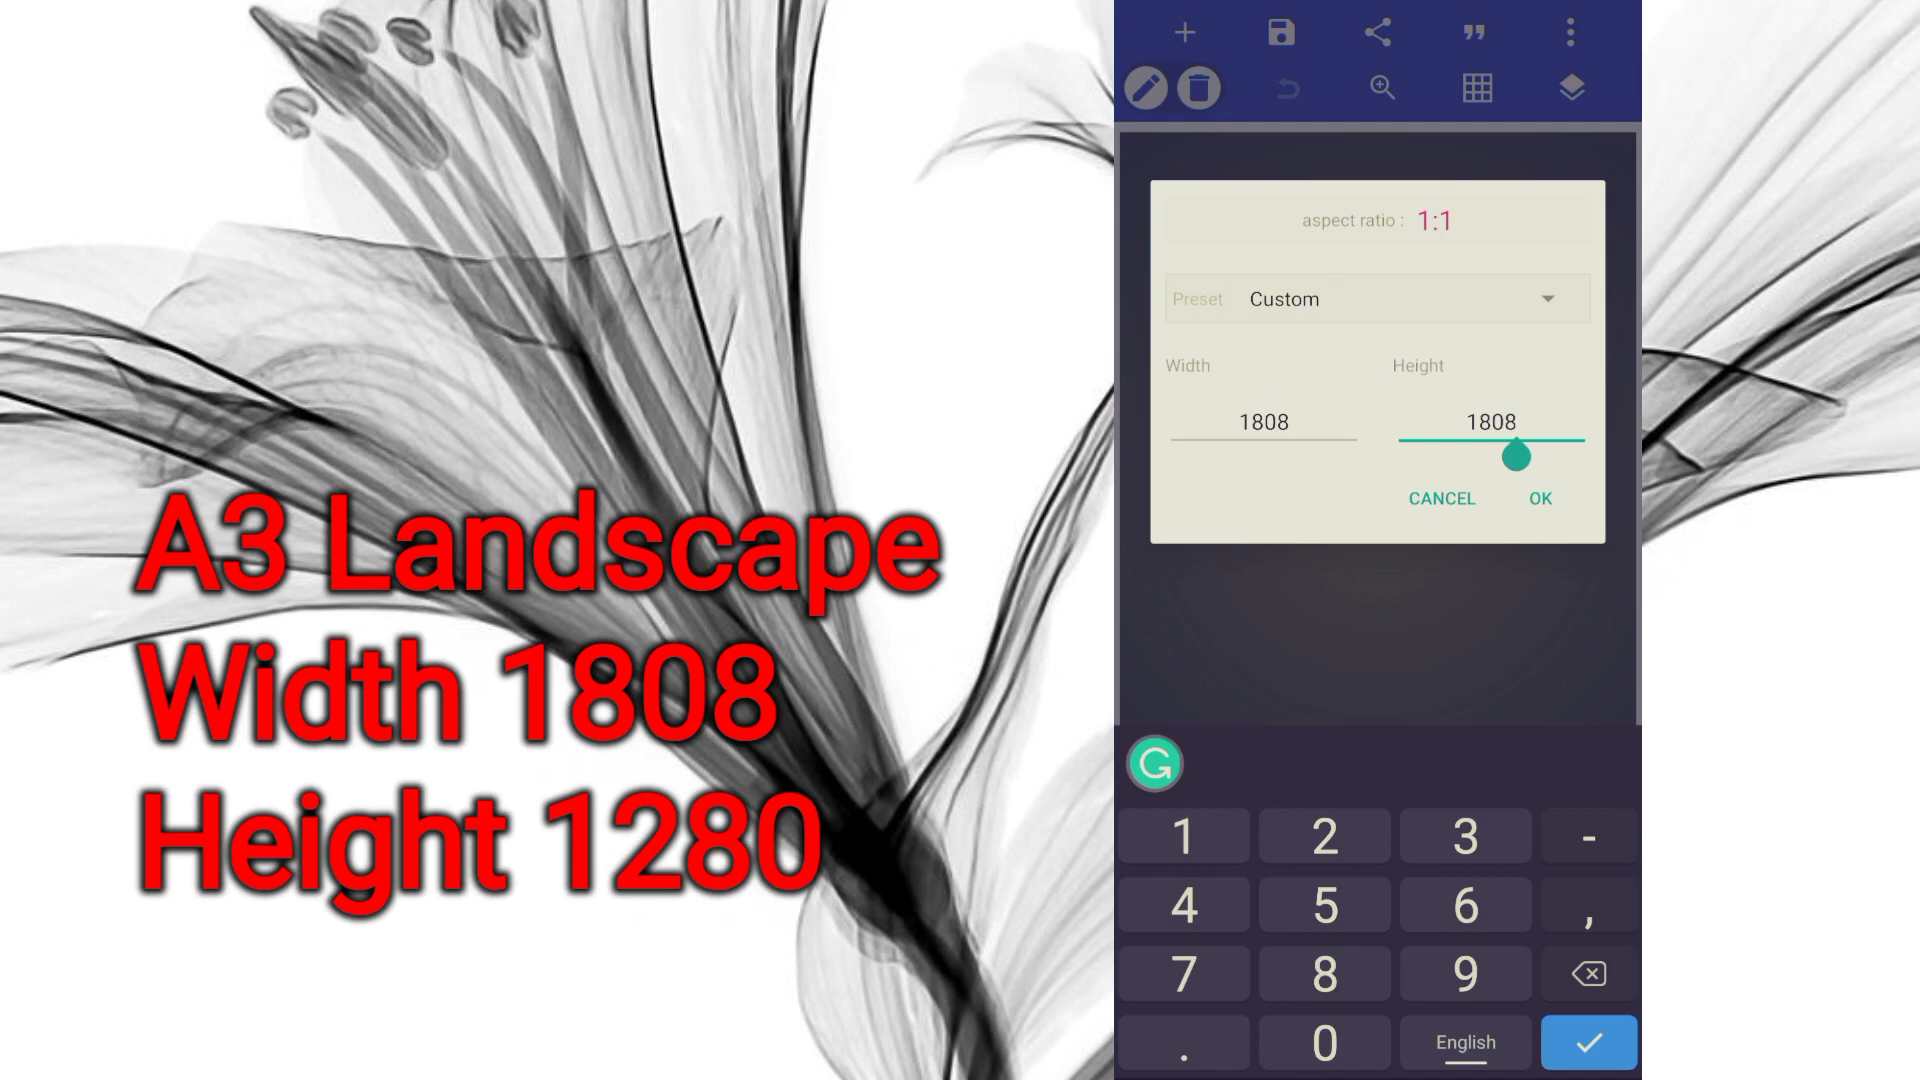 A3 Landscape
Width 1808
Height 1280
aspect ratio : 1:1
Preset Custom
Width Height
1808 1808
CANCEL OK
1 2 3 -
4 5 6 ,
7 8 9
. 0 English